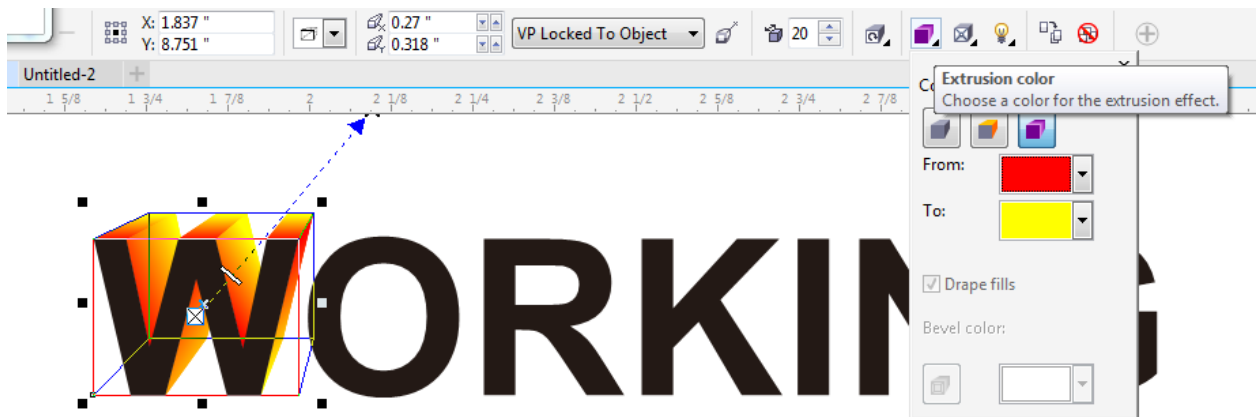 X: 1.837 "
Y: 8.751 "
0.27 "
0.318 "
VP Locked To Object
20
Untitled-2
1 5/8 1 3/4 1 7/8 2 2 1/8 2 1/4 2 3/8 2 1/2 2 5/8 2 3/4 2 7/8
Extrusion color
Choose a color for the extrusion effect.
From:
To:
WORKING
Drape fills
Bevel color: